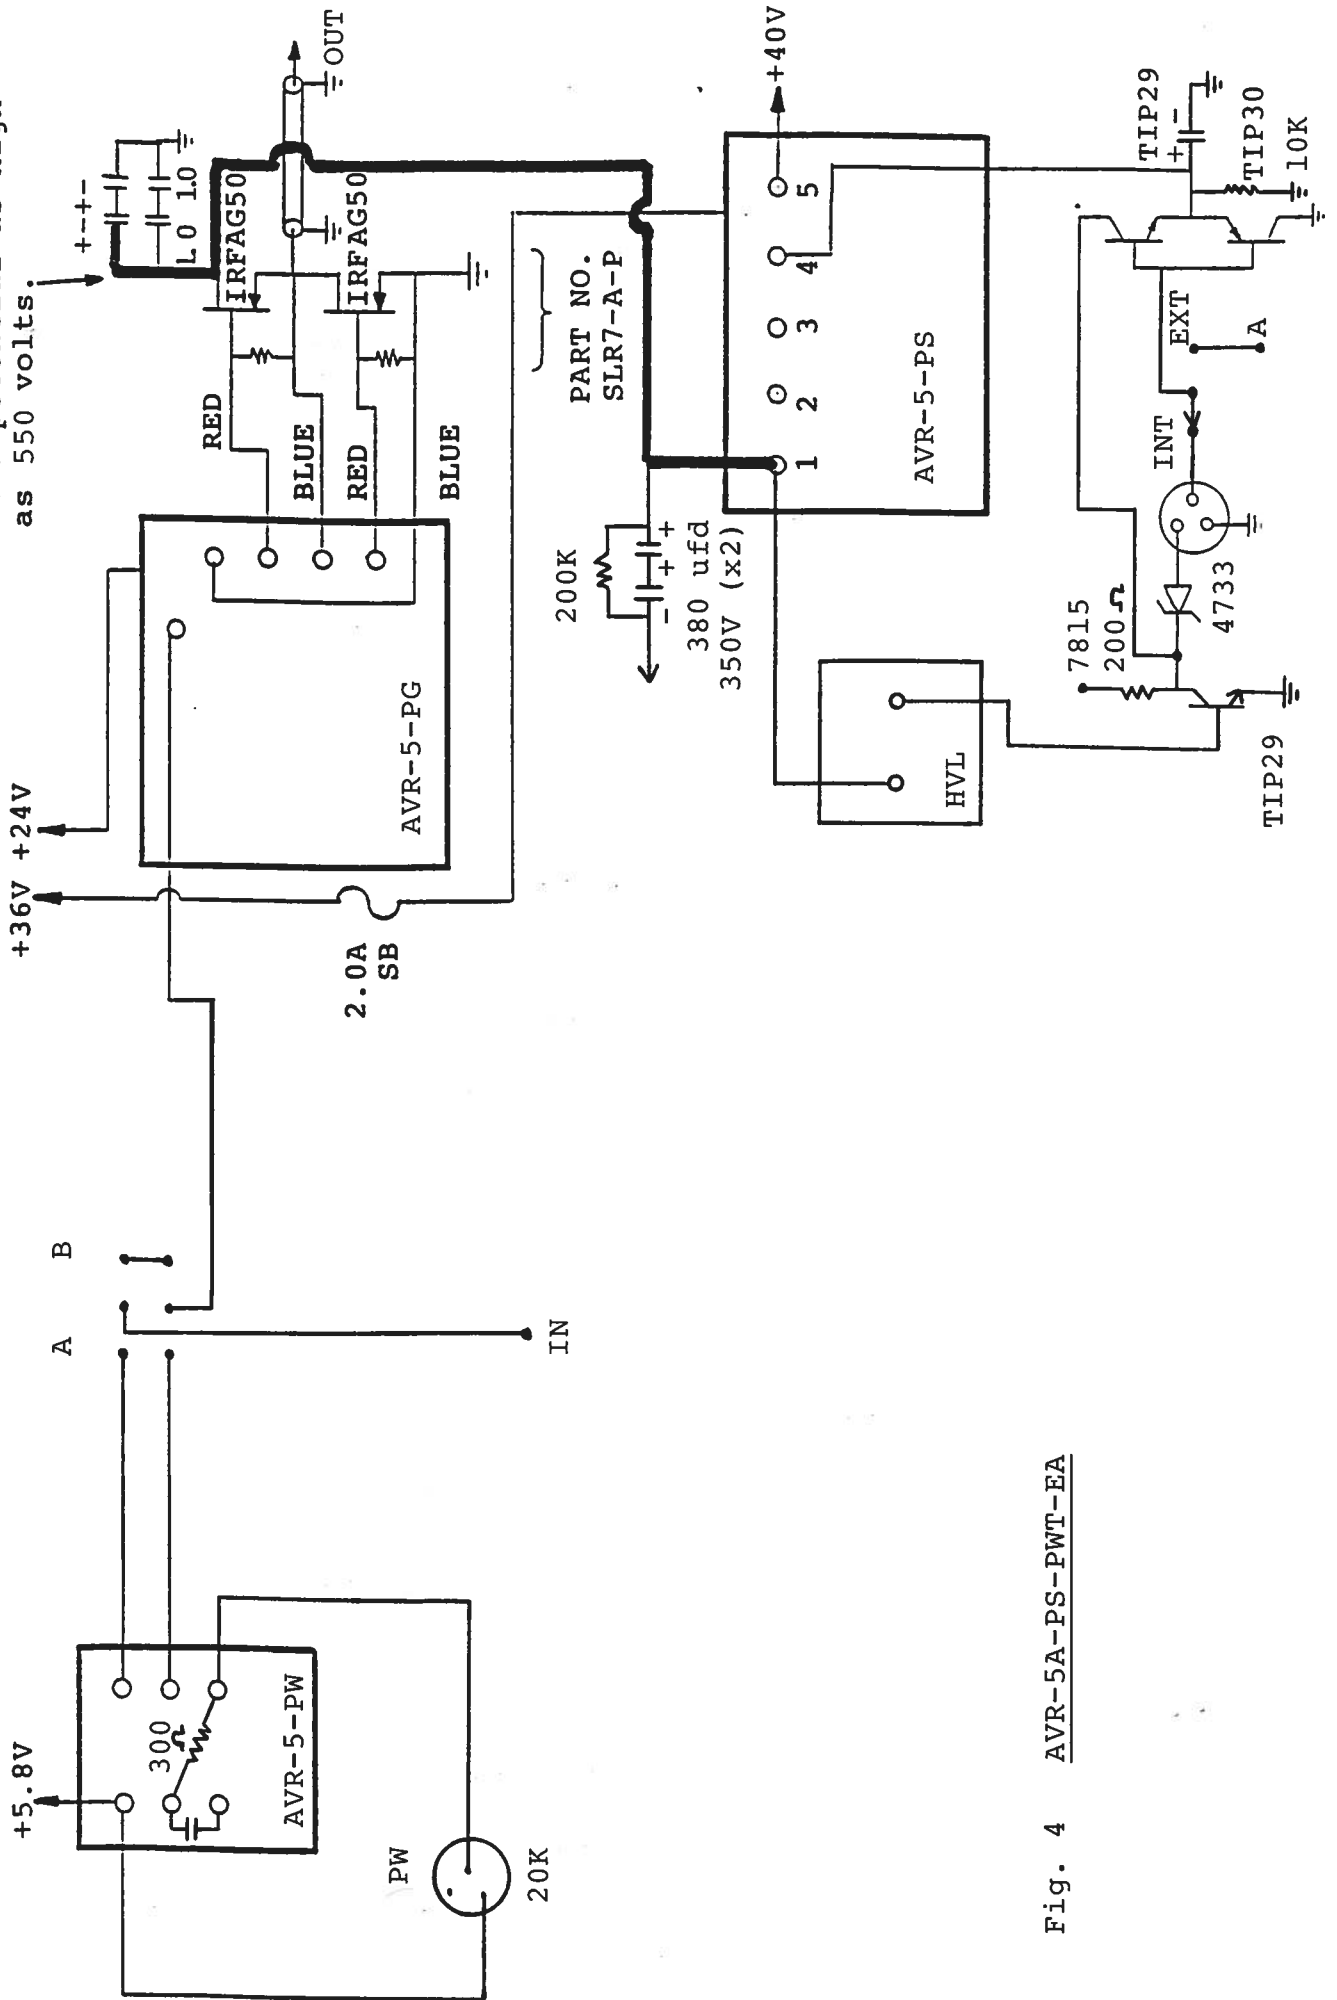 as 550 volts.
+5.8V
300
AVR-5-PW
PW
20K
A
B
IN
+36V
+24V
2.0A
SB
AVR-5-PG
RED
BLUE
RED
BLUE
+--+-
1.0
IRFAG50
IRFAG50
OUT
PART NO.
SLR7-A-P
200K
- + +
380 ufd
350V (x2)
1 2 3 4 5
+40V
AVR-5-PS
HVL
7815
200Ω
4733
INT
EXT
A
TIP29
TIP29
+ -
TIP30
10K
Fig. 4 AVR-5A-PS-PWT-EA